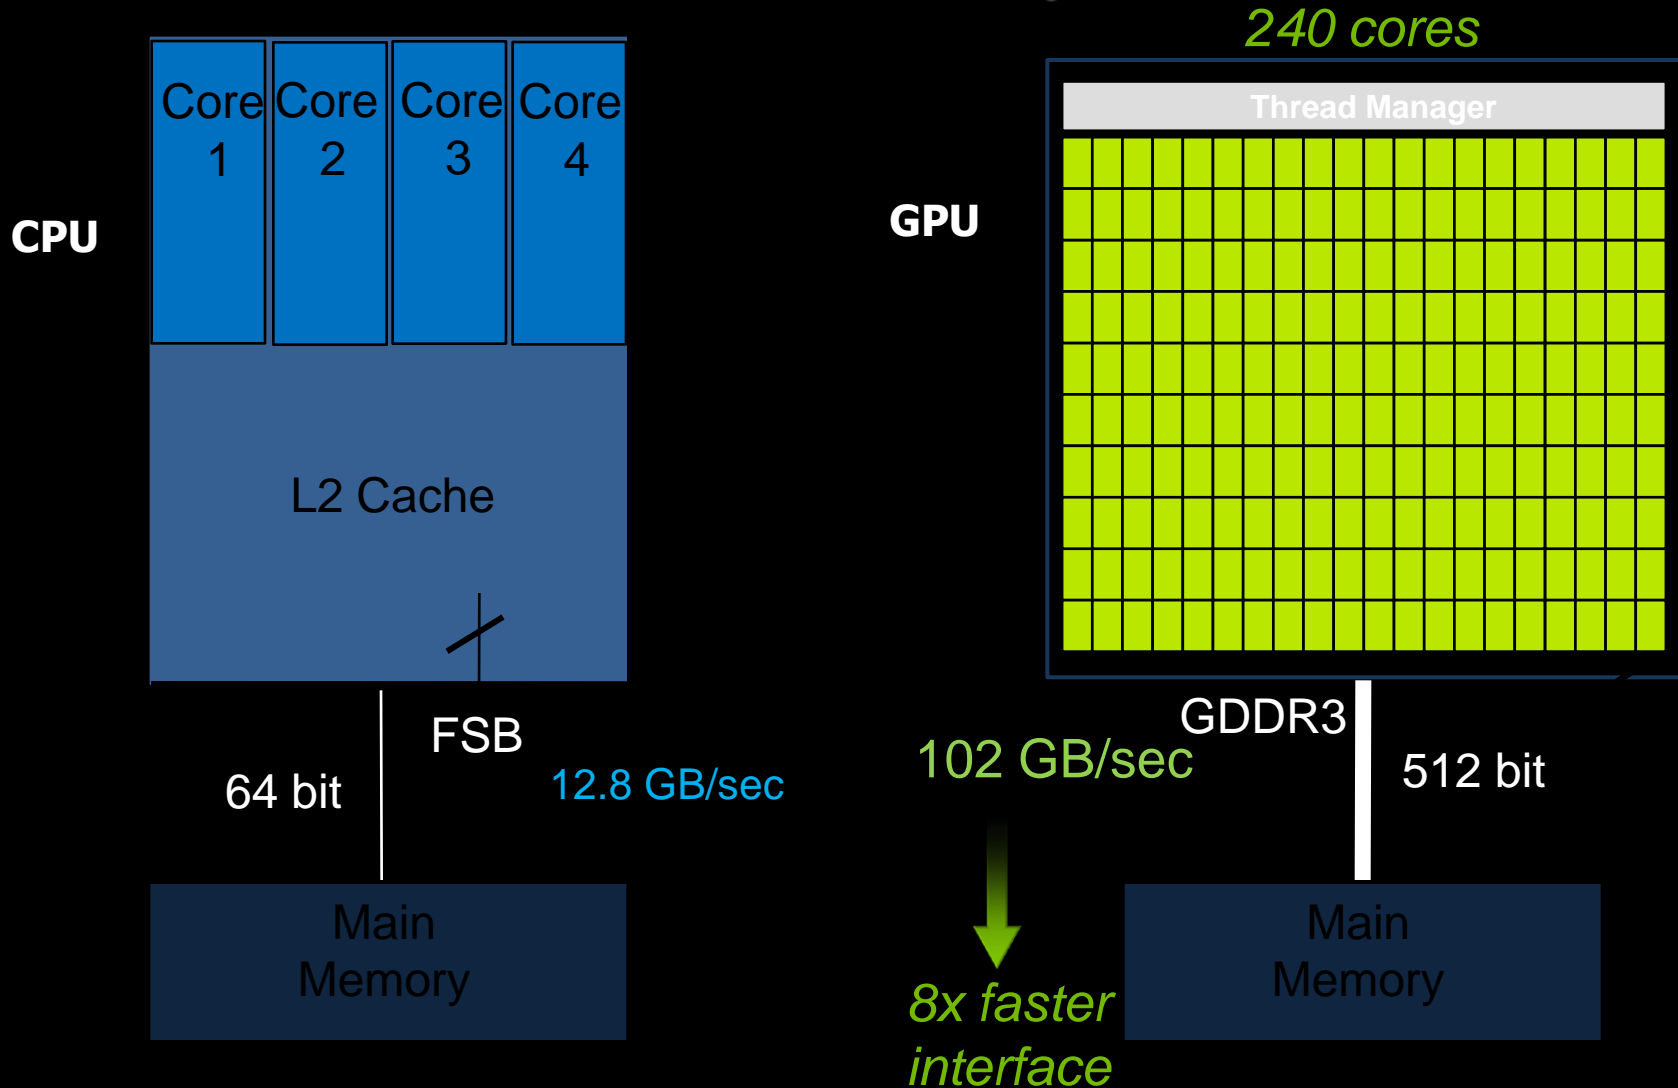 240 cores
CPU
Core
1
Core
2
Core
3
Core
4
L2 Cache
FSB
64 bit
12.8 GB/sec
Main
Memory
GPU
Thread Manager
GDDR3
102 GB/sec
512 bit
8x faster
interface
Main
Memory